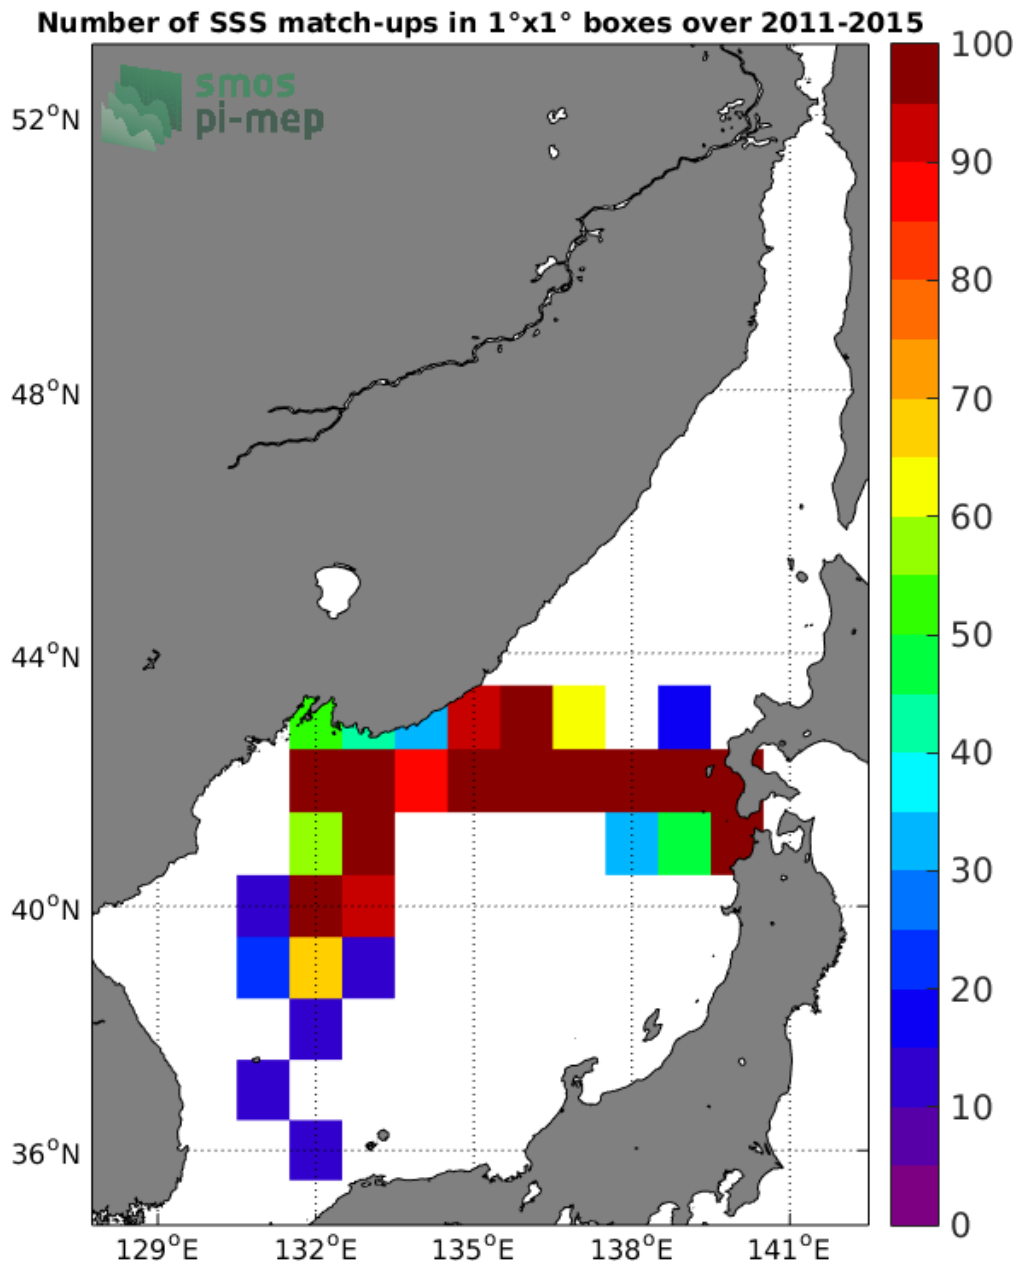 Number of SSS match-ups in 1°x1° boxes over 2011-2015
smos
pi-mep
52°N
48°N
44°N
40°N
36°N
129°E 132°E 135°E 138°E 141°E
100
90
80
70
60
50
40
30
20
10
0